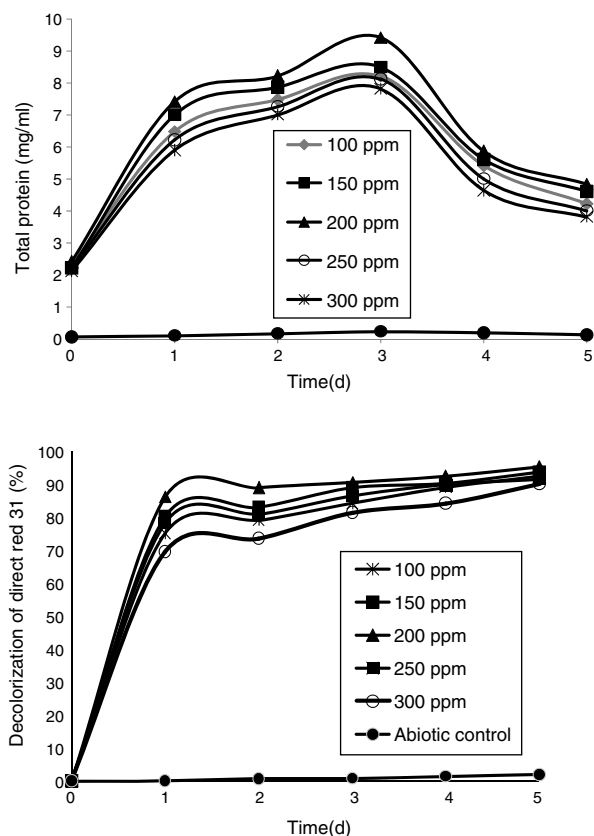 10
9
8
7
6
5
4
3
2
1
0
Total protein (mg/ml)
100 ppm
150 ppm
200 ppm
250 ppm
300 ppm
0 1 2 3 4 5
Time(d)
100
90
80
70
60
50
40
30
20
10
0
Decolorization of direct red 31 (%)
100 ppm
150 ppm
200 ppm
250 ppm
300 ppm
Abiotic control
0 1 2 3 4 5
Time(d)